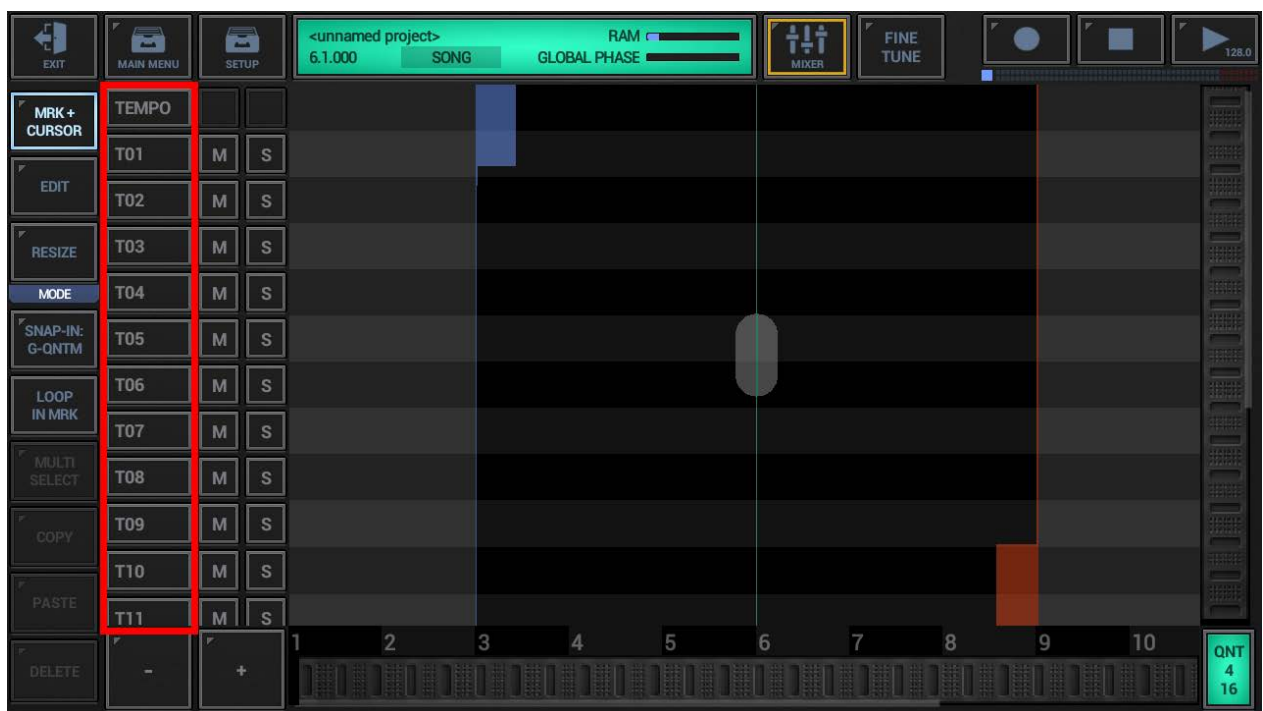 EXIT
MAIN MENU
SETUP
<unnamed project>
RAM
6.1.000
SONG
GLOBAL PHASE
MIXER
FINE
TUNE
128.0
MRK +
CURSOR
EDIT
RESIZE
MODE
SNAP-IN:
G-QNTM
LOOP
IN MRK
MULTI
SELECT
COPY
PASTE
DELETE
TEMPO
T01 M S
T02 M S
T03 M S
T04 M S
T05 M S
T06 M S
T07 M S
T08 M S
T09 M S
T10 M S
T11 M S
- +
1 2 3 4 5 6 7 8 9 10
QNT
4
16